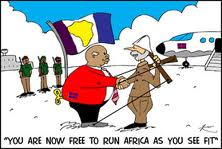 "YOU ARE NOW FREE TO RUN AFRICA AS YOU SEE FIT"